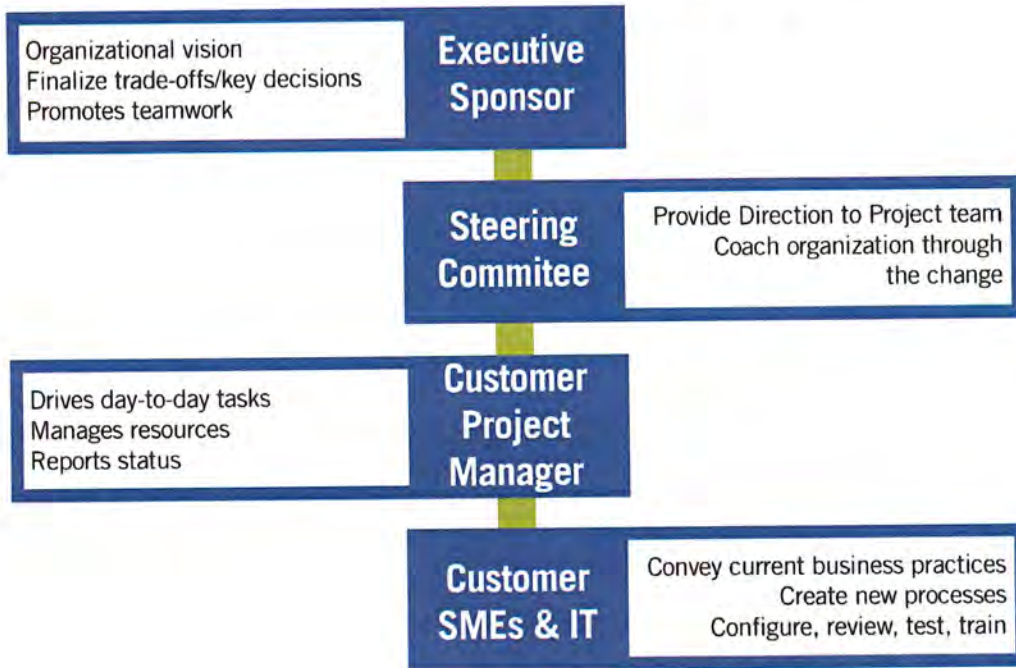 Organizational vision
Finalize trade-offs/key decisions
Promotes teamwork
Executive
Sponsor
Steering
Commitee
Provide Direction to Project team
Coach organization through
the change
Drives day-to-day tasks
Manages resources
Reports status
Customer
Project
Manager
Customer
SMEs & IT
Convey current business practices
Create new processes
Configure, review, test, train